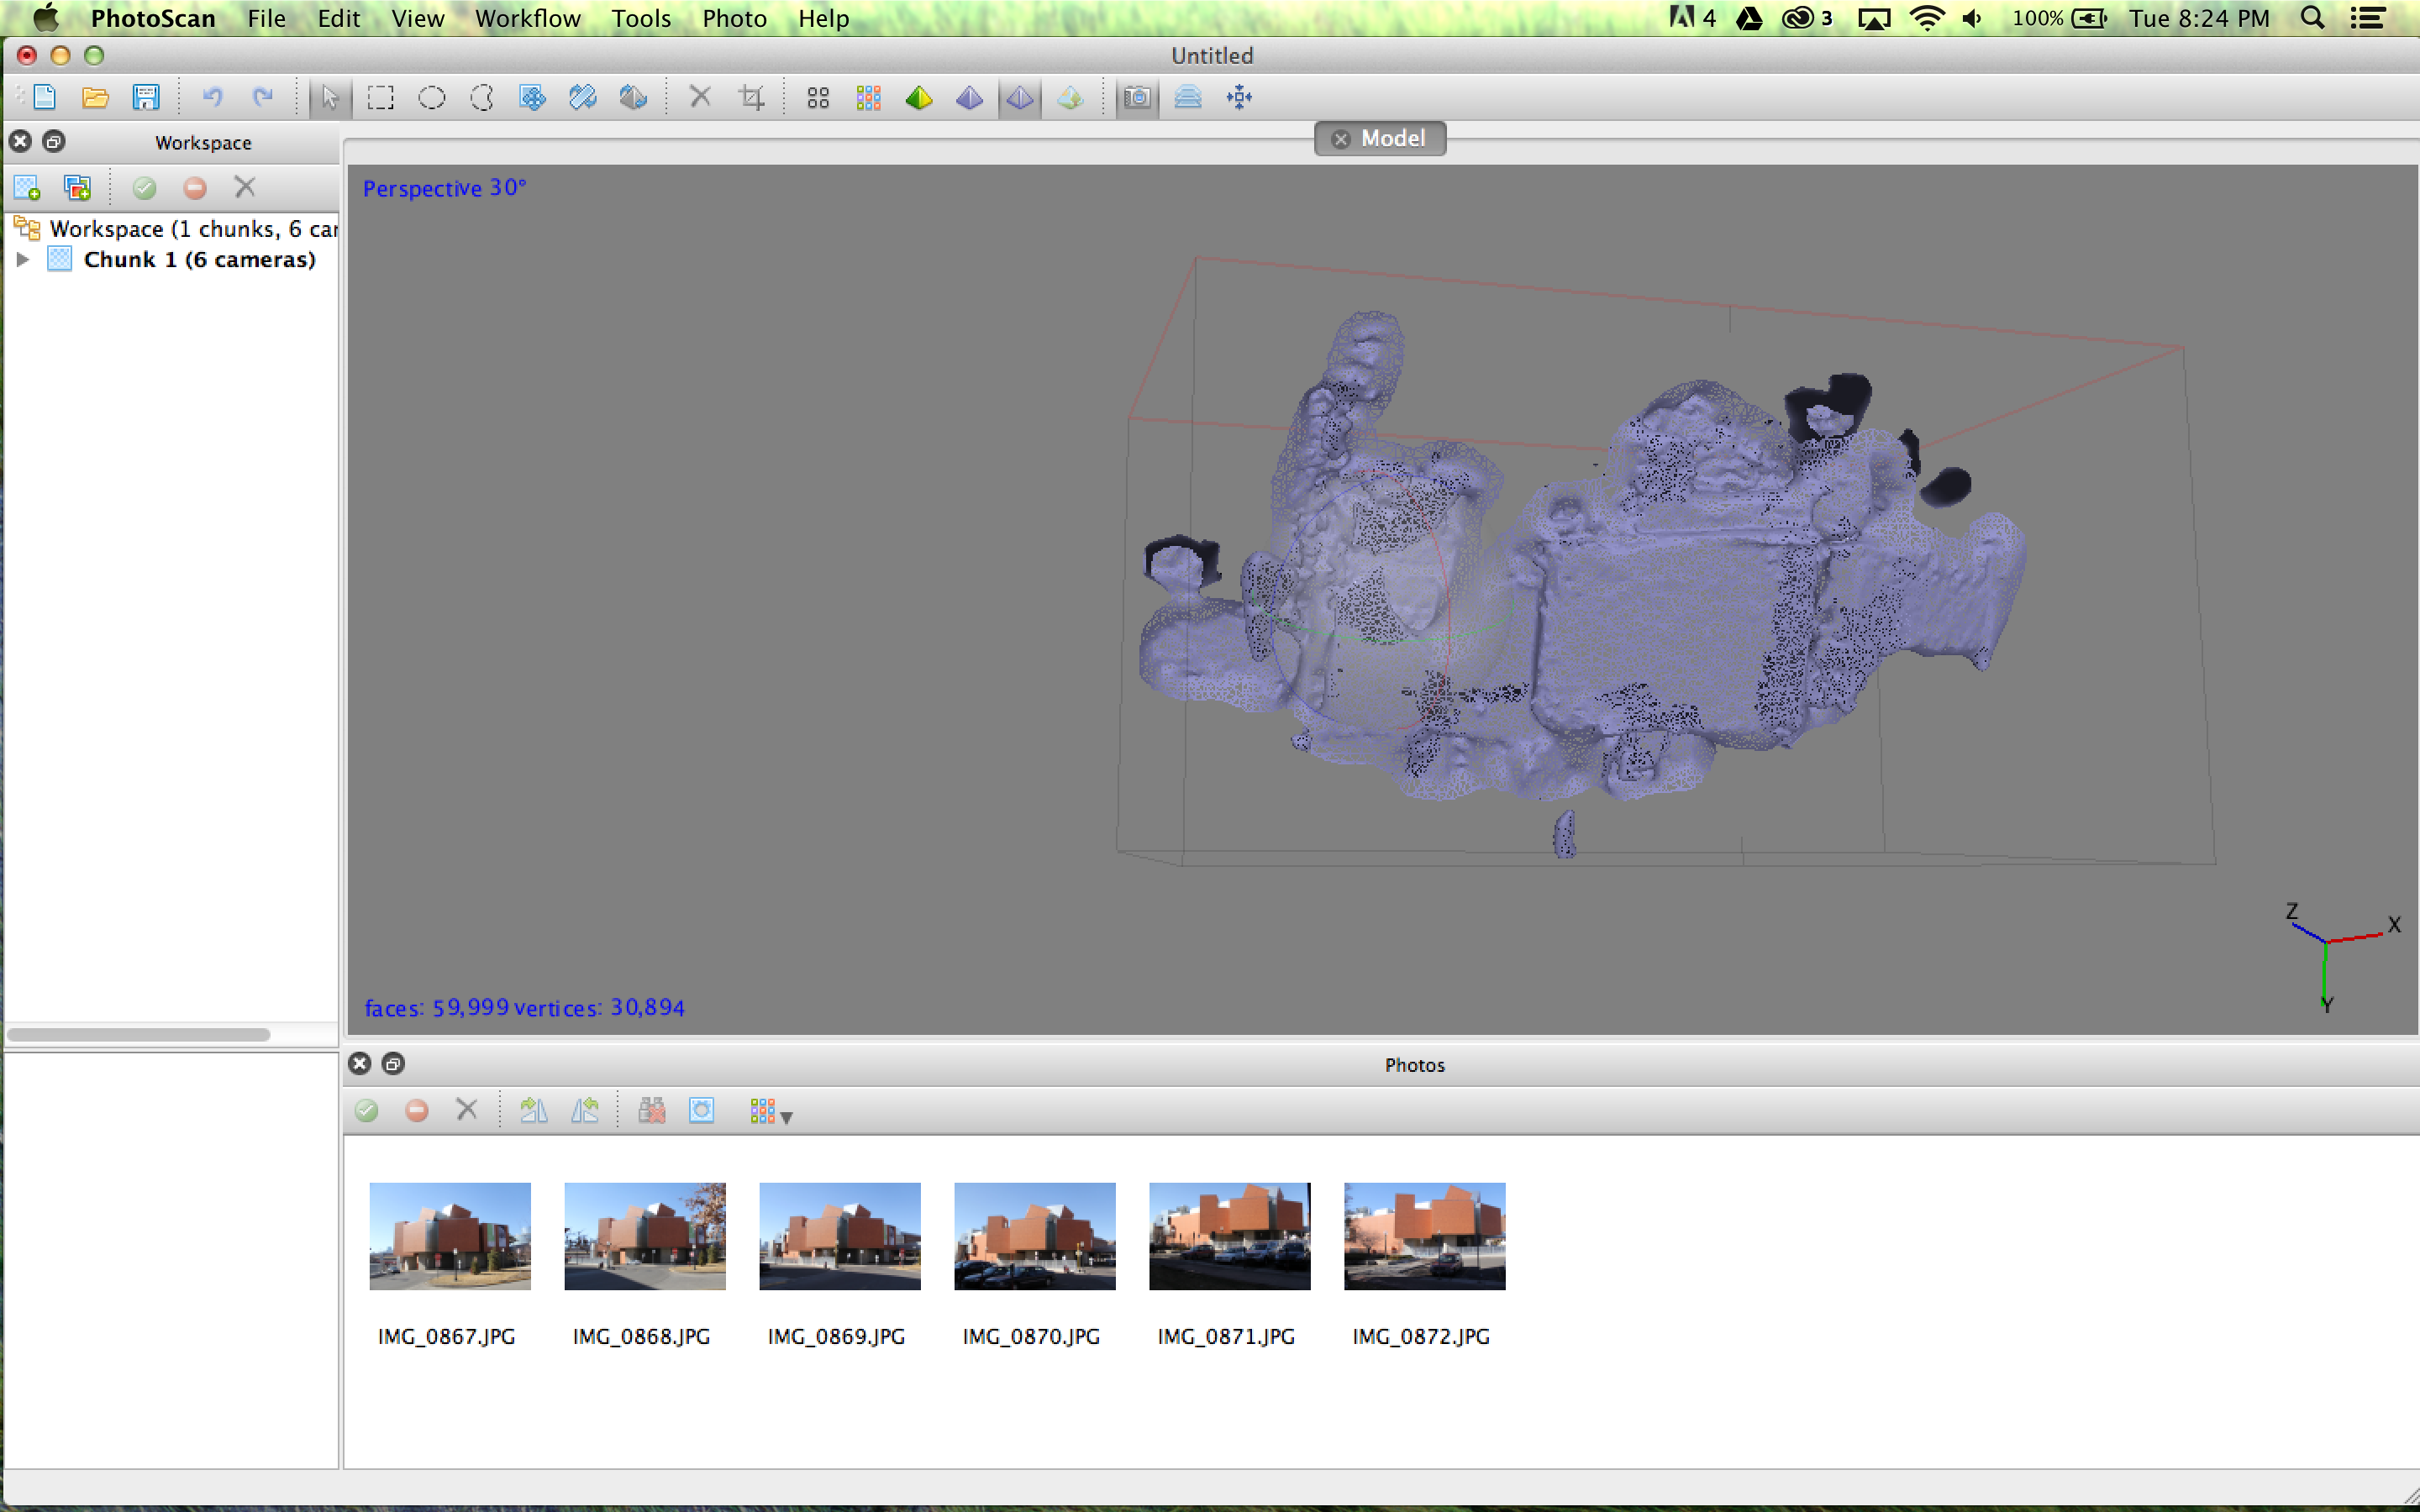 PhotoScan File Edit View Workflow Tools Photo Help 4 3 100% Tue 8:24 PM
Untitled
Workspace
Model
Perspective 30°
Workspace (1 chunks, 6 car
Chunk 1 (6 cameras)
Z
X
Y
faces: 59,999 vertices: 30,894
Photos
IMG_0867.JPG IMG_0868.JPG IMG_0869.JPG IMG_0870.JPG IMG_0871.JPG IMG_0872.JPG